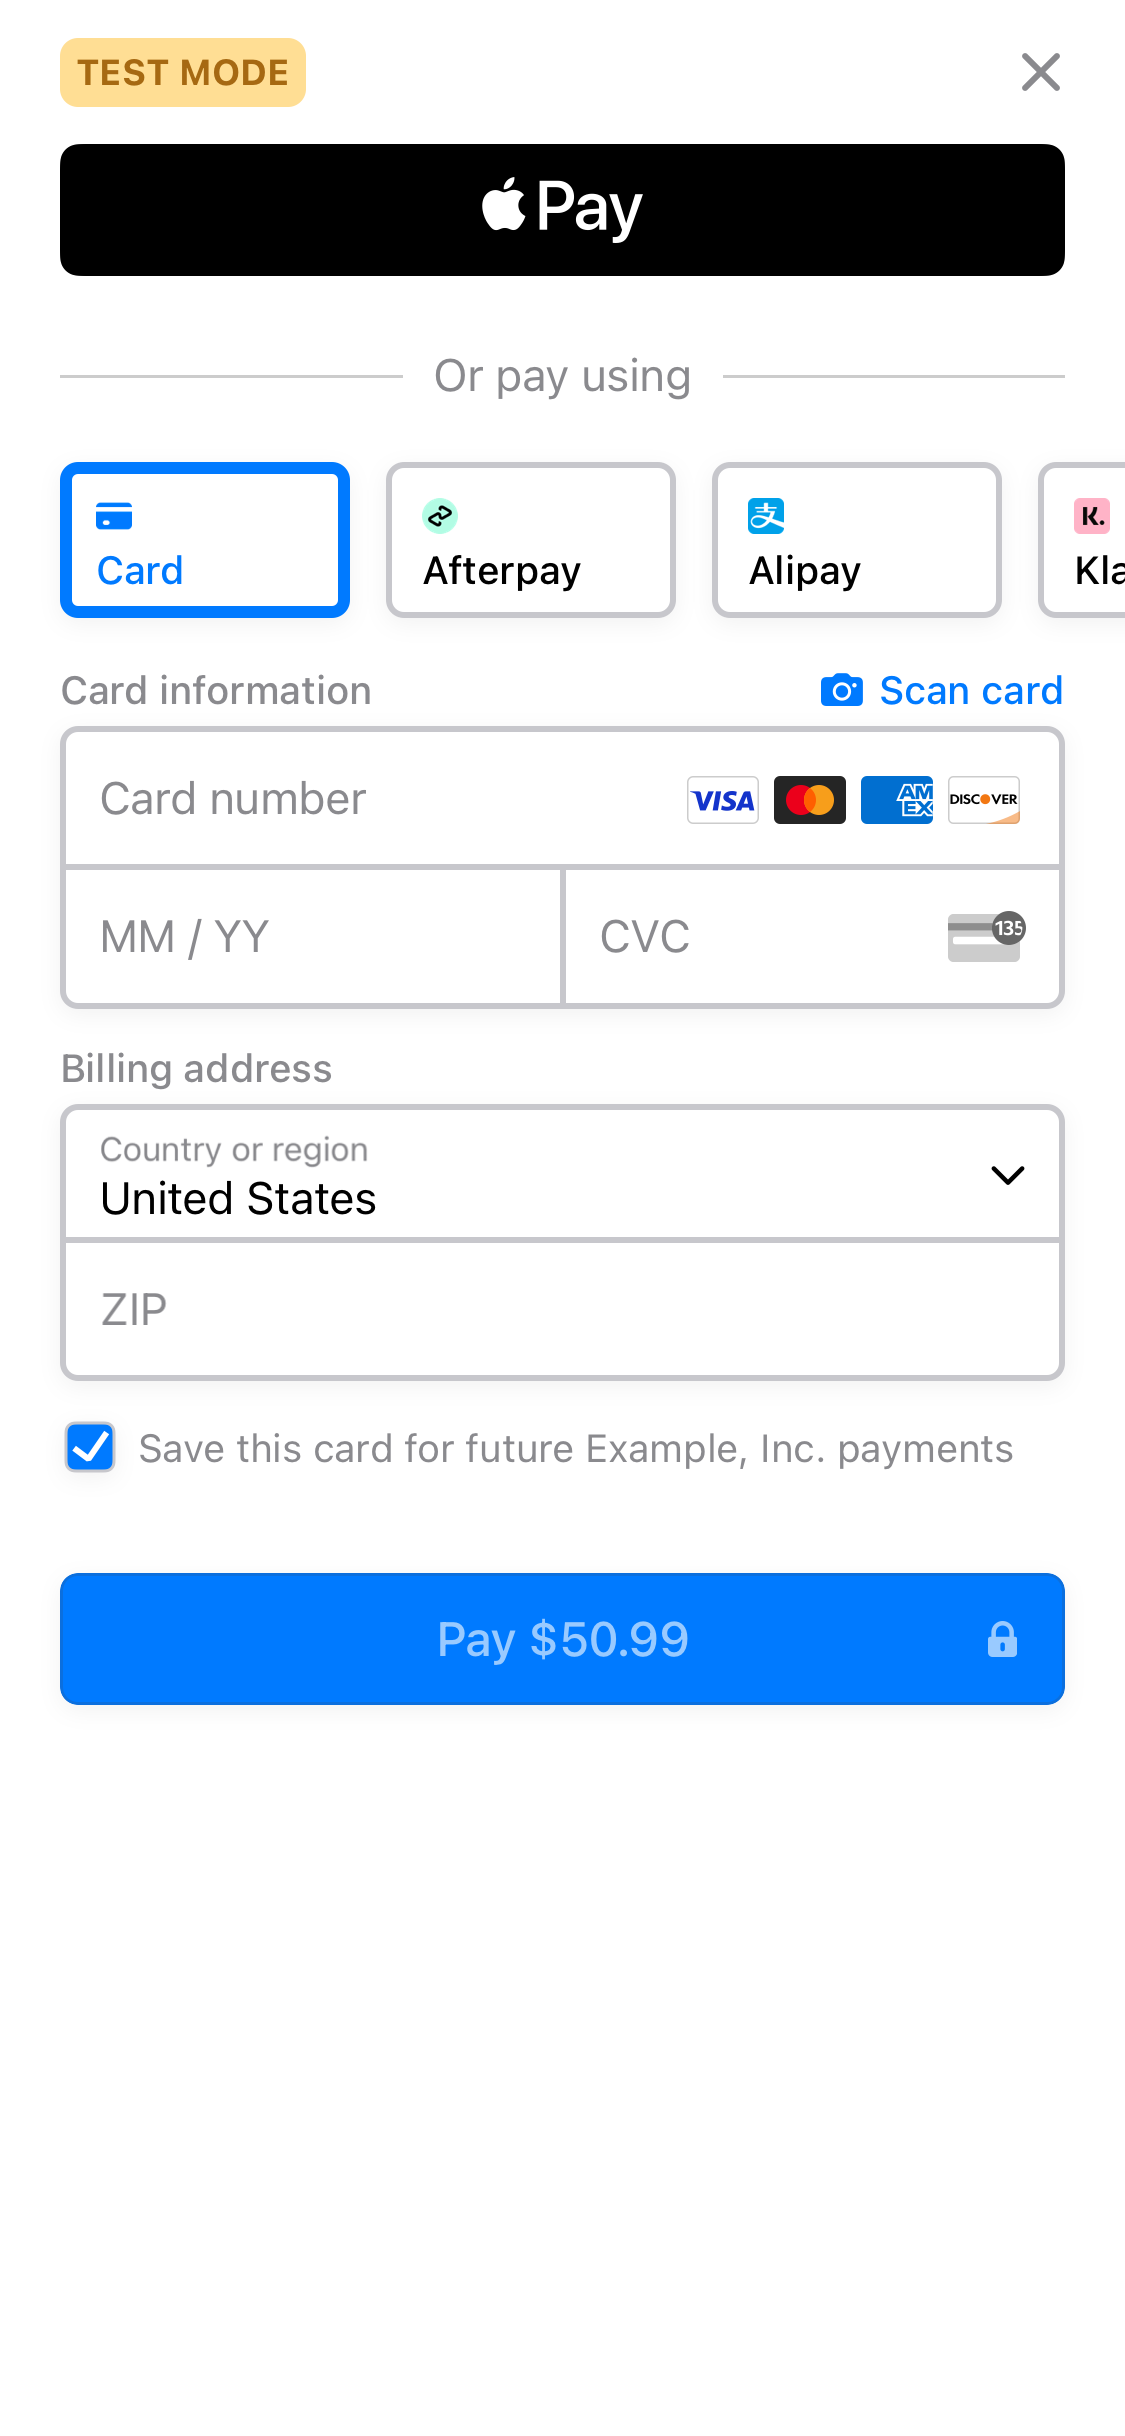 TEST MODE
Pay
Or pay using
Card
Afterpay
支
Alipay
K.
Kla
Card information
Scan card
Card number
VISA
AM
EX
DISCOVER
MM / YY
CVC
135
Billing address
Country or region
United States
ZIP
Save this card for future Example, Inc. payments
Pay $50.99